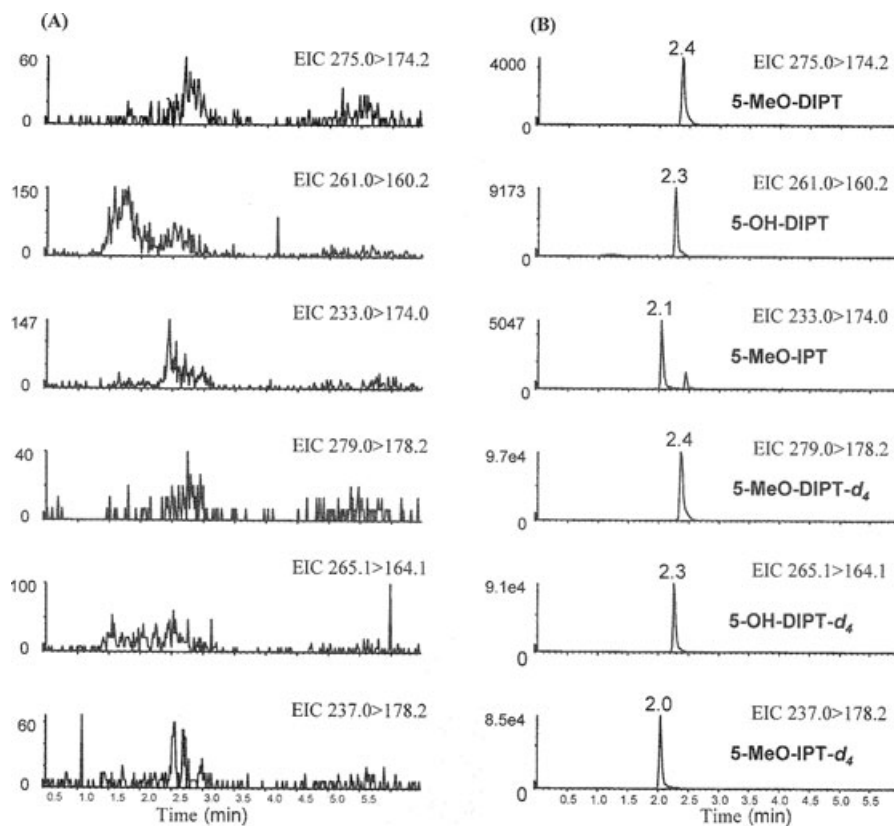 (A)
60
0
EIC 275.0>174.2
150
0
EIC 261.0>160.2
147
0
EIC 233.0>174.0
40
0
EIC 279.0>178.2
100
0
EIC 265.1>164.1
60
0
EIC 237.0>178.2
0.5 1.0 1.5 2.0 2.5 3.0 3.5 4.0 4.5 5.0 5.5
Time (min)
(B)
4000
0
2.4
EIC 275.0>174.2
5-MeO-DIPT
9173
0
2.3
EIC 261.0>160.2
5-OH-DIPT
5047
0
2.1
EIC 233.0>174.0
5-MeO-IPT
9.7e4
0
2.4
EIC 279.0>178.2
5-MeO-DIPT-d4
9.1e4
0
2.3
EIC 265.1>164.1
5-OH-DIPT-d4
8.5e4
0
2.0
EIC 237.0>178.2
5-MeO-IPT-d4
0.5 1.0 1.5 2.0 2.5 3.0 3.5 4.0 4.5 5.0 5.5
Time (min)